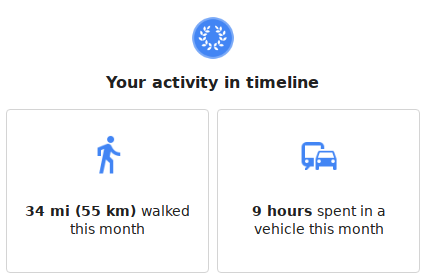 Your activity in timeline
34 mi (55 km) walked
this month
9 hours spent in a
vehicle this month